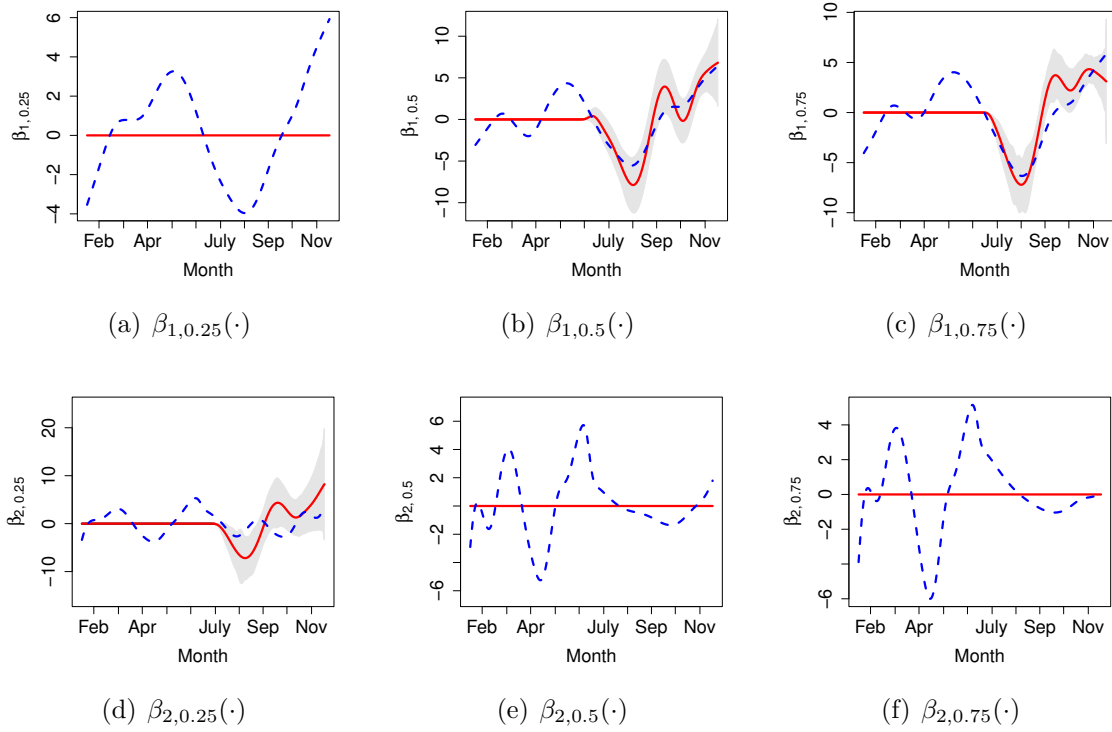 β1,0.25
6
4
2
0
−2
−4
Feb Apr July Sep Nov
Month
(a) β1,0.25(·)
β1,0.5
10
5
0
−5
−10
Feb Apr July Sep Nov
Month
(b) β1,0.5(·)
β1,0.75
10
5
0
−5
−10
Feb Apr July Sep Nov
Month
(c) β1,0.75(·)
β2,0.25
20
10
0
−10
Feb Apr July Sep Nov
Month
(d) β2,0.25(·)
β2,0.5
6
4
2
0
−2
−6
Feb Apr July Sep Nov
Month
(e) β2,0.5(·)
β2,0.75
4
2
0
−2
−6
Feb Apr July Sep Nov
Month
(f) β2,0.75(·)